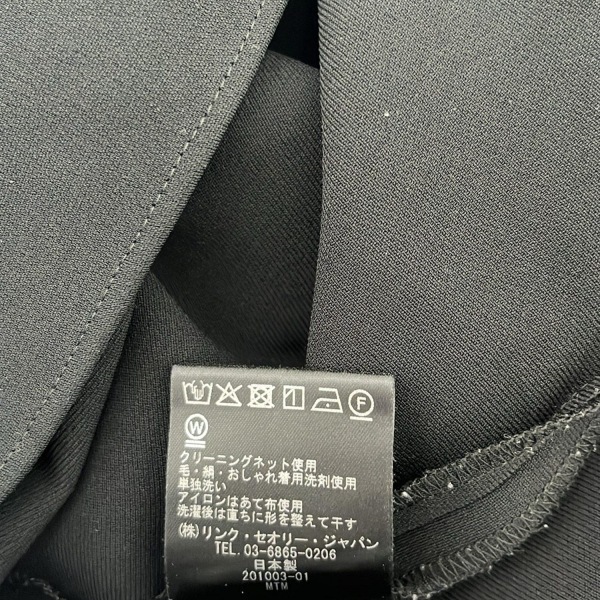 F
W
クリーニングネット使用
毛・絹・おしゃれ着用洗剤使用
単独洗い
アイロンはあて布使用
洗濯後は直ちに形を整えて干す
(株)リンク・セオリー・ジャパン
TEL. 03-6865-0206
日本製
201003-01
MTM